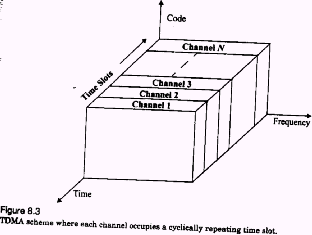 Code
Channel N
Time Slots
Channel 3
Channel 2
Channel 1
Frequency
Time
Figure 8.3
TDMA scheme where each channel occupies a cyclically repeating time slot.